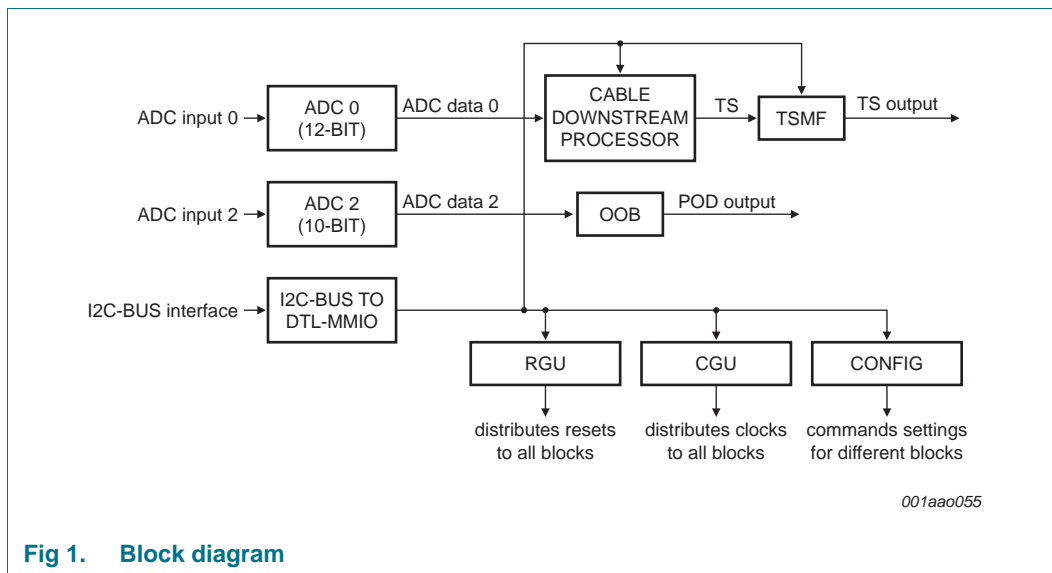 ADC input 0
ADC 0
(12-BIT)
ADC data 0
CABLE
DOWNSTREAM
PROCESSOR
TS
TSMF
TS output
ADC input 2
ADC 2
(10-BIT)
ADC data 2
OOB
POD output
I2C-BUS interface
I2C-BUS TO
DTL-MMIO
RGU
CGU
CONFIG
distributes resets
to all blocks
distributes clocks
to all blocks
commands settings
for different blocks
001aao055
Fig 1. Block diagram